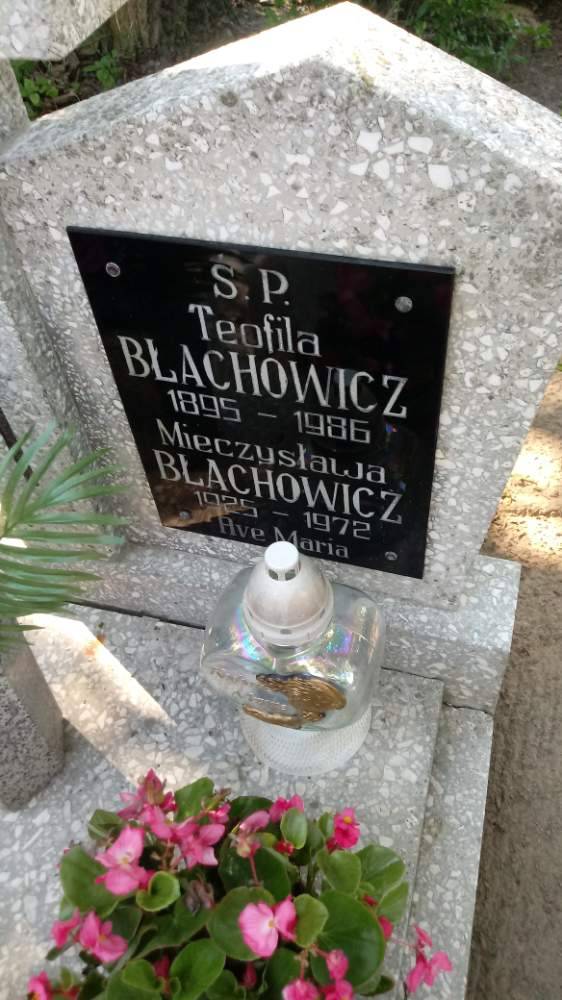 Ś. P.
Teofila
BŁACHOWICZ
1895 - 1986
Mieczysława
BŁACHOWICZ
1925 - 1972
Ave Maria